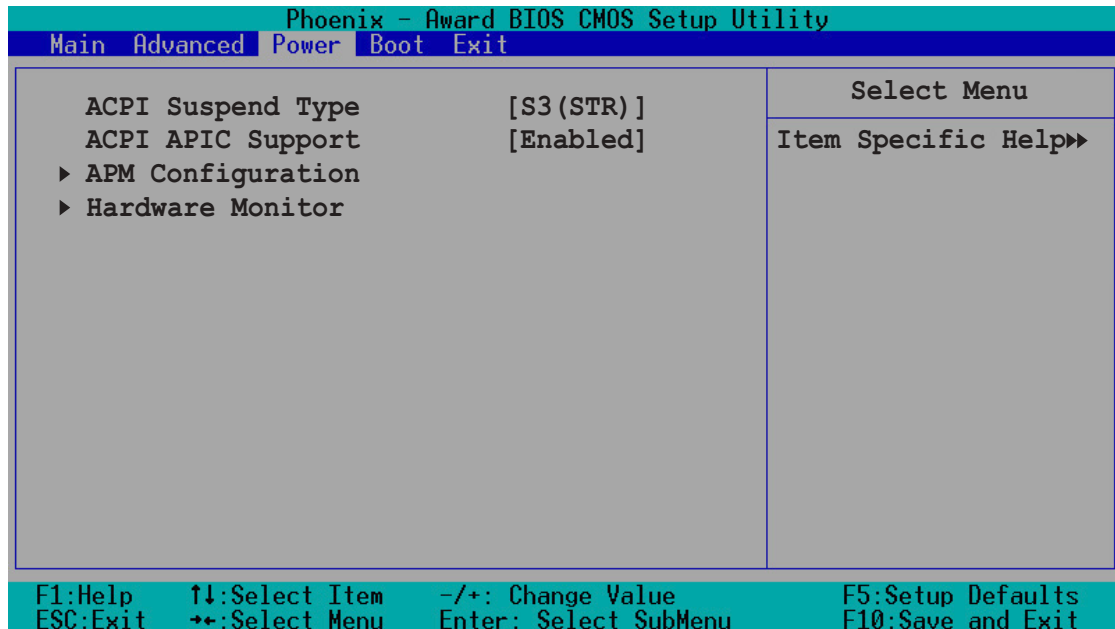 Phoenix - Award BIOS CMOS Setup Utility
Main Advanced Power Boot Exit
ACPI Suspend Type [S3(STR)]
ACPI APIC Support [Enabled]
▶ APM Configuration
▶ Hardware Monitor
Select Menu
Item Specific Help▶▶
F1:Help ↑↓:Select Item -/+: Change Value F5:Setup Defaults
ESC:Exit →←:Select Menu Enter: Select SubMenu F10:Save and Exit